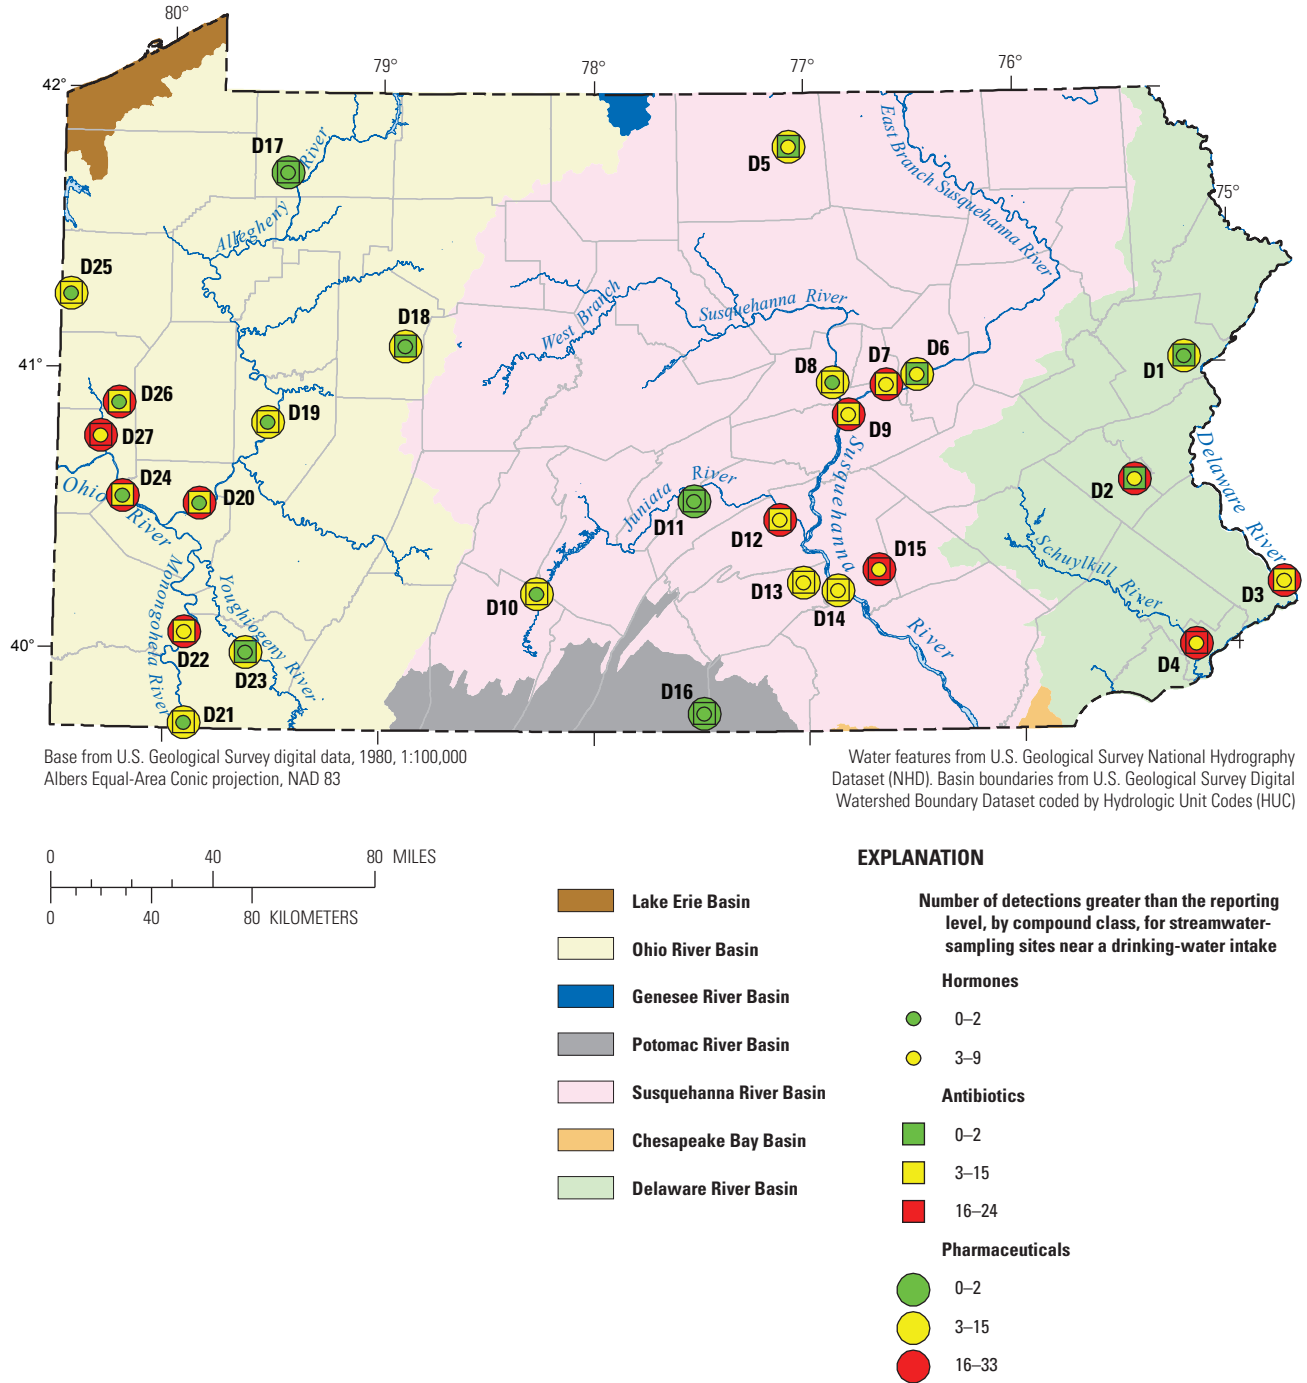 80°
79°
78°
77°
76°
42°
75°
41°
40°
D17
River
Allegheny
D5
East Branch Susquehanna River
D25
D18
West Branch
Susquehanna River
D8
D7
D6
D1
D26
D19
D27
D9
Susquehanna
River
Delaware River
D24
Ohio
River
D20
Juniata
River
D11
D12
D2
D15
Schuylkill River
Monongoheta River
Youghiogeny River
D10
D13
D14
D3
D22
D23
D4
D21
D16
Base from U.S. Geological Survey digital data, 1980, 1:100,000
Albers Equal-Area Conic projection, NAD 83
Water features from U.S. Geological Survey National Hydrography
Dataset (NHD). Basin boundaries from U.S. Geological Survey Digital
Watershed Boundary Dataset coded by Hydrologic Unit Codes (HUC)
0 40 80 MILES
0 40 80 KILOMETERS
EXPLANATION
Lake Erie Basin
Ohio River Basin
Genesee River Basin
Potomac River Basin
Susquehanna River Basin
Chesapeake Bay Basin
Delaware River Basin
Number of detections greater than the reporting
level, by compound class, for streamwater-
sampling sites near a drinking-water intake
Hormones
0–2
3–9
Antibiotics
0–2
3–15
16–24
Pharmaceuticals
0–2
3–15
16–33